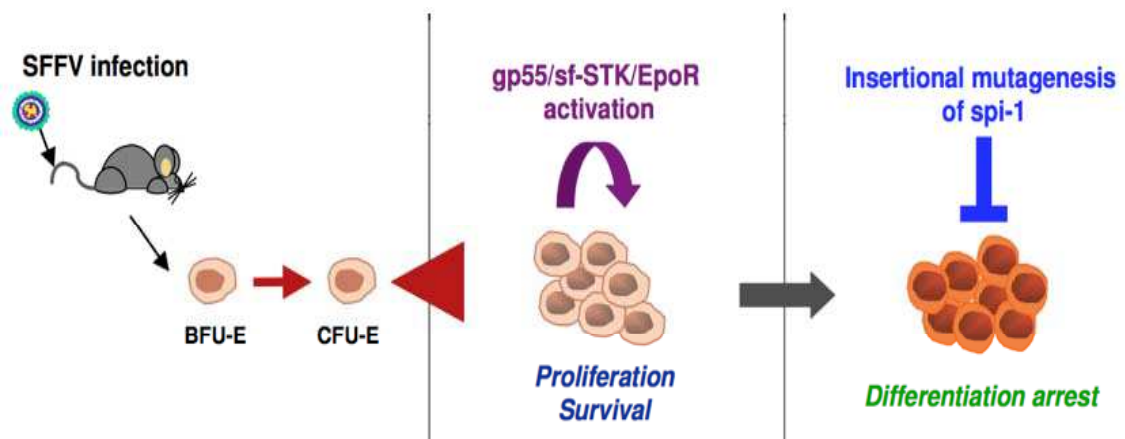 SFFV infection
BFU-E
CFU-E
gp55/sf-STK/EpoR
activation
Proliferation
Survival
Insertional mutagenesis
of spi-1
Differentiation arrest